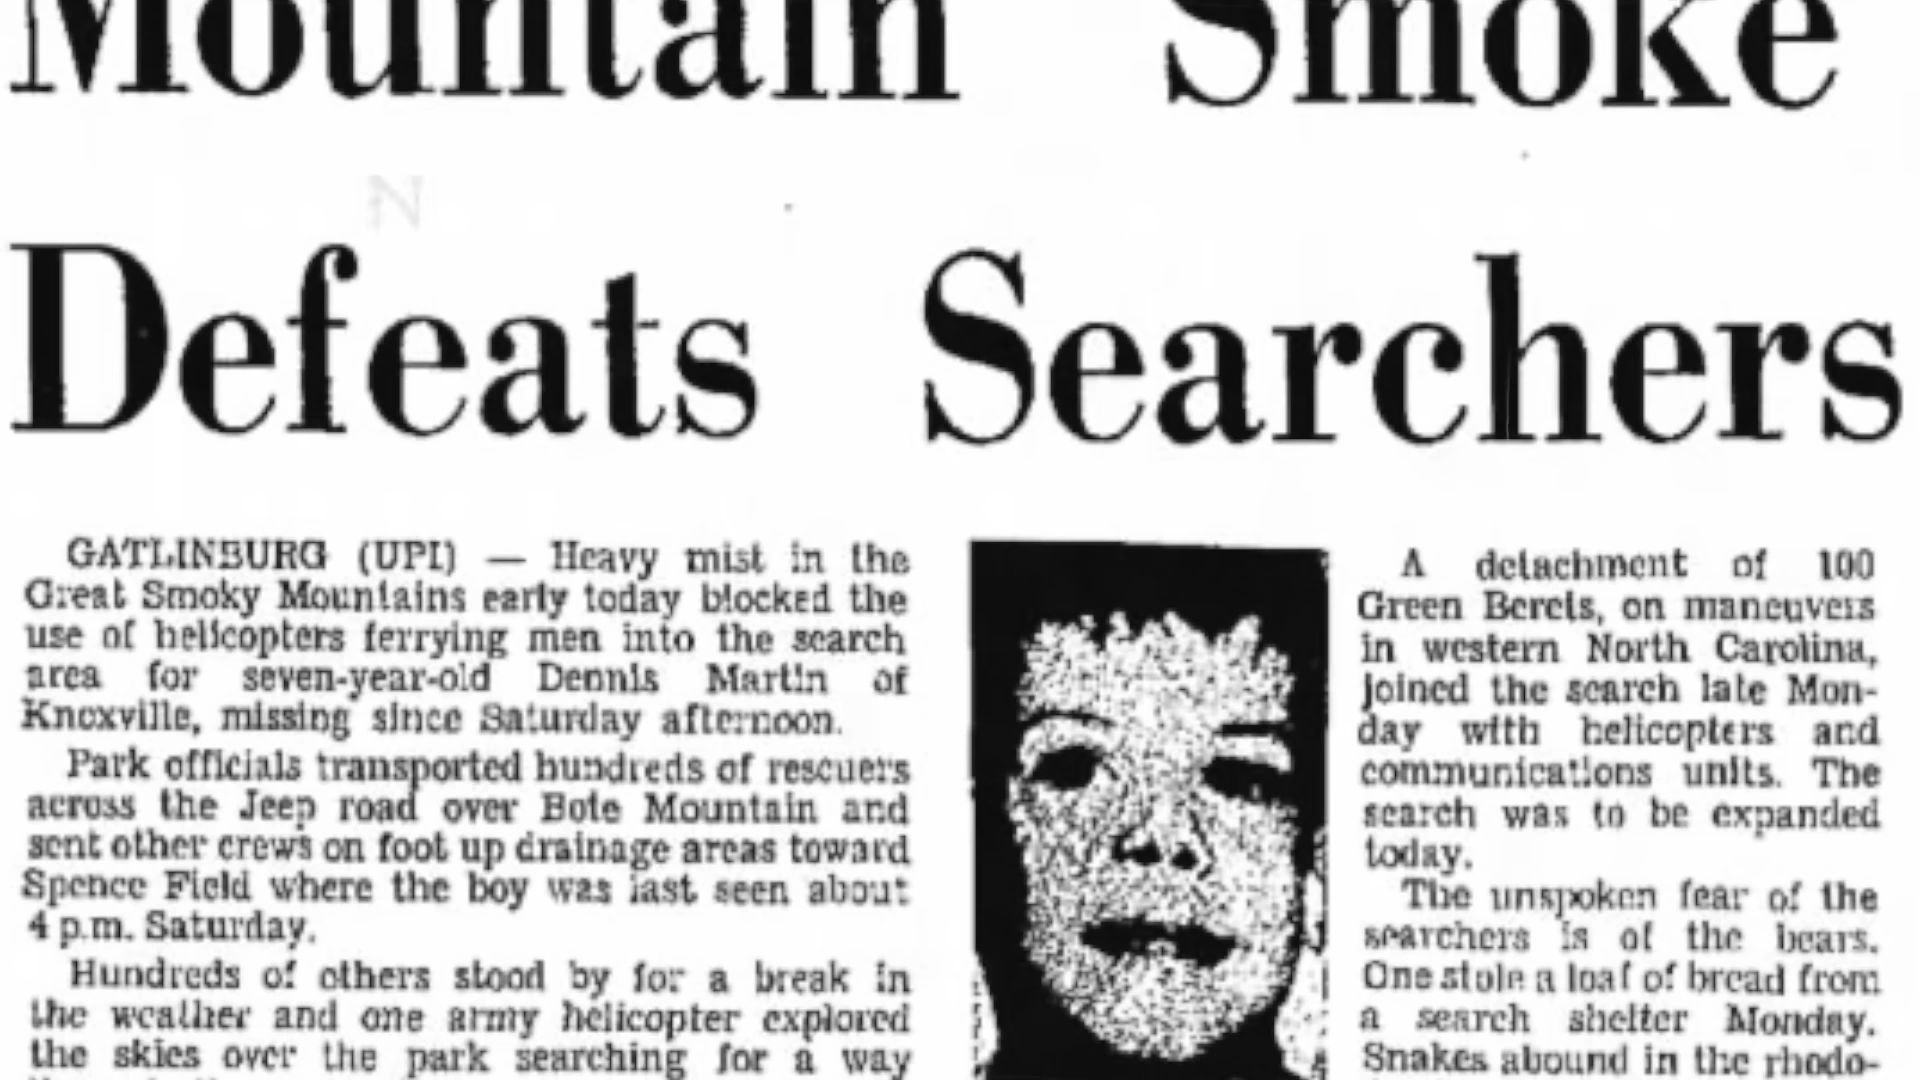 Mountain Smoke
Defeats Searchers
GATLINBURG (UPI) — Heavy mist in the
Great Smoky Mountains early today blocked the
use of helicopters ferrying men into the search
area for seven-year-old Dennis Martin of
Knoxville, missing since Saturday afternoon.
Park officials transported hundreds of rescuers
across the Jeep road over Bote Mountain and
sent other crews on foot up drainage areas toward
Spence Field where the boy was last seen about
4 p.m. Saturday.
Hundreds of others stood by for a break in
the weather and one army helicopter explored
the skies over the park searching for a way
A detachment of 100
Green Berets, on maneuvers
in western North Carolina,
joined the search late Mon-
day with helicopters and
communications units. The
search was to be expanded
today.
The unspoken fear of the
searchers is of the bears.
One stole a loaf of bread from
a search shelter Monday.
Snakes abound in the rhodo-